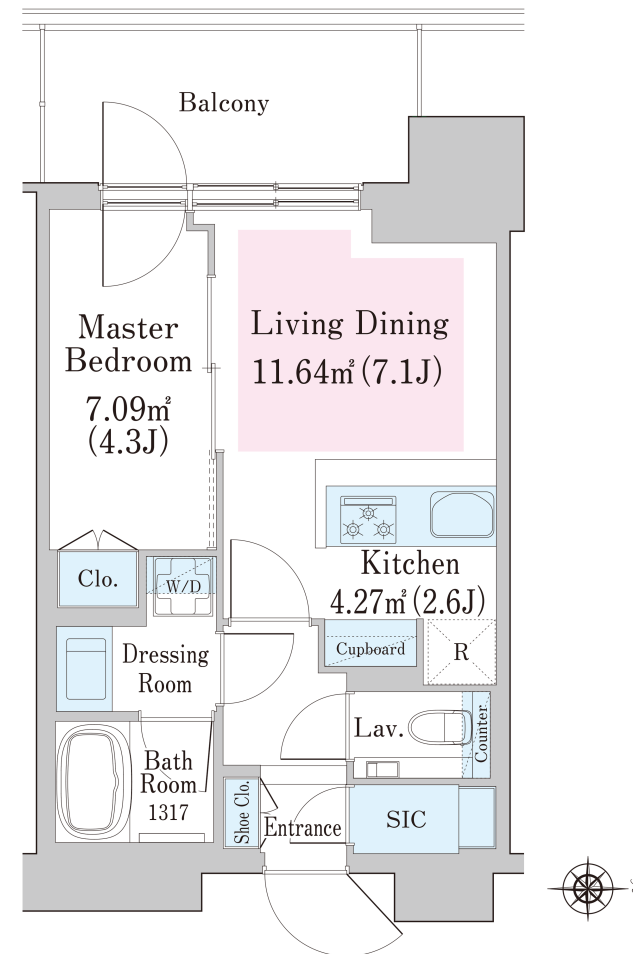 Balcony
Master
Bedroom
7.09㎡
(4.3J)
Living Dining
11.64㎡(7.1J)
Kitchen
4.27㎡(2.6J)
Clo.
W/D
Dressing
Room
Cupboard
R
Lav.
Counter
Bath
Room
1317
Shoe Clo.
Entrance
SIC